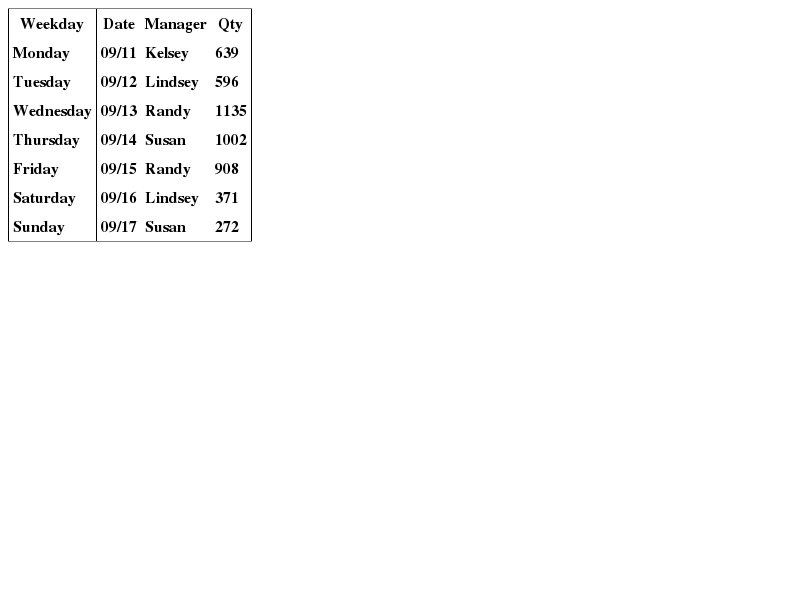 Weekday Date Manager Qty
Monday 09/11 Kelsey 639
Tuesday 09/12 Lindsey 596
Wednesday 09/13 Randy 1135
Thursday 09/14 Susan 1002
Friday 09/15 Randy 908
Saturday 09/16 Lindsey 371
Sunday 09/17 Susan 272